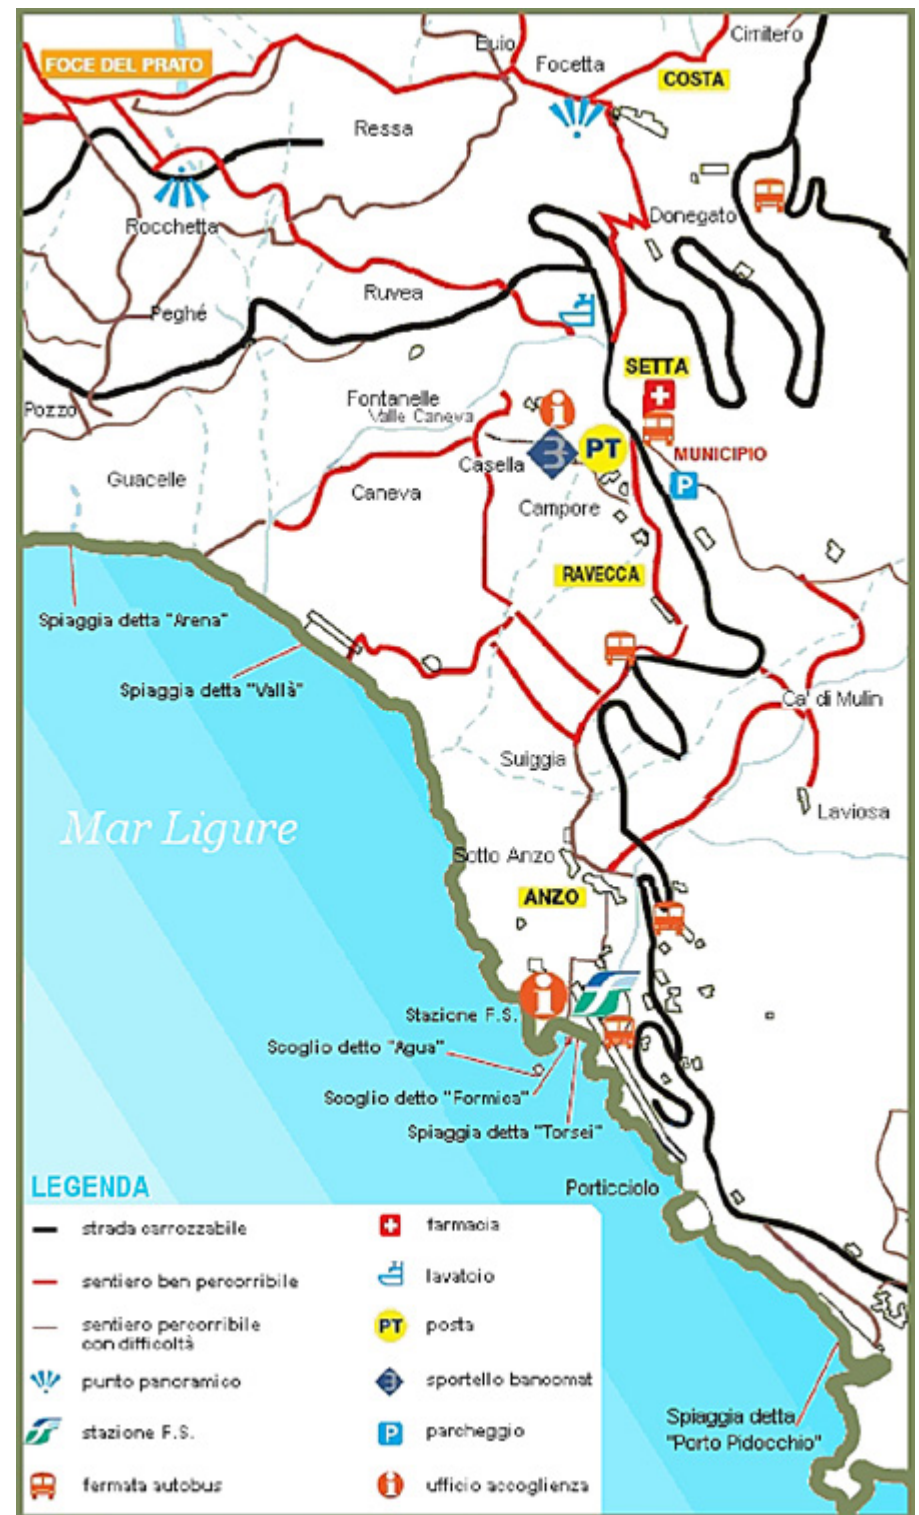 Cimitero
Euio
Focetta
FOCE DEL PRATO
COSTA
Ressa
Donegato
Rocchetta
Ruvea
Peghé
SETTA
Fontanelle
Valle Caneva
Pozzo
PT
MUNICIPIO
Casella
Guacelle
Caneva
P
Campore
RAVECCA
Spiaggia detta "Arena"
Spiaggia detta "Vallà"
Ca' di Mulin
Suiggia
Laviosa
Mar Ligure
Sotto Anzo
ANZO
Stazione F.S.
Scoglio detto "Agua"
Scoglio detto "Formica"
Spiaggia detta "Torsei"
Porticciolo
LEGENDA
strada carrozzabile
sentiero ben percorribile
sentiero percorribile
con difficoltà
punto panoramico
stazione F.S.
fermata autobus
farmacia
lavatoio
PT posta
sportello bancomat
P parcheggio
i ufficio accoglienza
Spiaggia detta
"Porto Pidocchio"